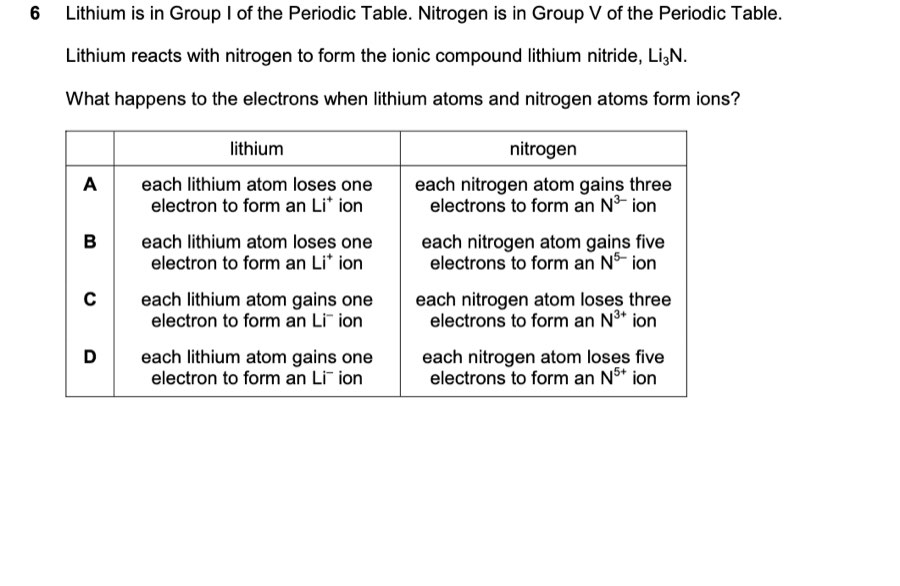 6 Lithium is in Group I of the Periodic Table. Nitrogen is in Group V of the Periodic Table.
Lithium reacts with nitrogen to form the ionic compound lithium nitride, Li₃N.
What happens to the electrons when lithium atoms and nitrogen atoms form ions?
lithium nitrogen
A each lithium atom loses one each nitrogen atom gains three
electron to form an Li⁺ ion electrons to form an N³⁻ ion
B each lithium atom loses one each nitrogen atom gains five
electron to form an Li⁺ ion electrons to form an N⁵⁻ ion
C each lithium atom gains one each nitrogen atom loses three
electron to form an Li⁻ ion electrons to form an N³⁺ ion
D each lithium atom gains one each nitrogen atom loses five
electron to form an Li⁻ ion electrons to form an N⁵⁺ ion